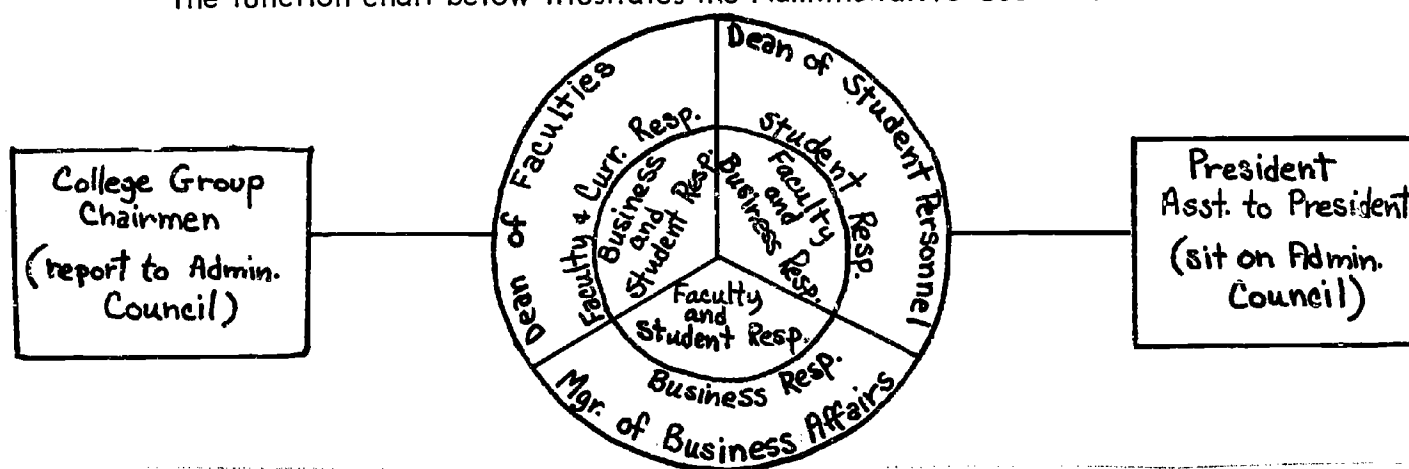 The function chart below illustrates the Administrative
College Group
Chairmen
(report to Admin.
Council)
Dean of Faculties
Faculty & Curr. Resp.
Business
and
Student Resp.
Dean of Student Personnel
Student Resp.
Faculty
and
Business Resp.
Faculty
and
Student Resp.
Business Resp.
Mgr. of Business Affairs
President
Asst. to President
(sit on Admin.
Council)